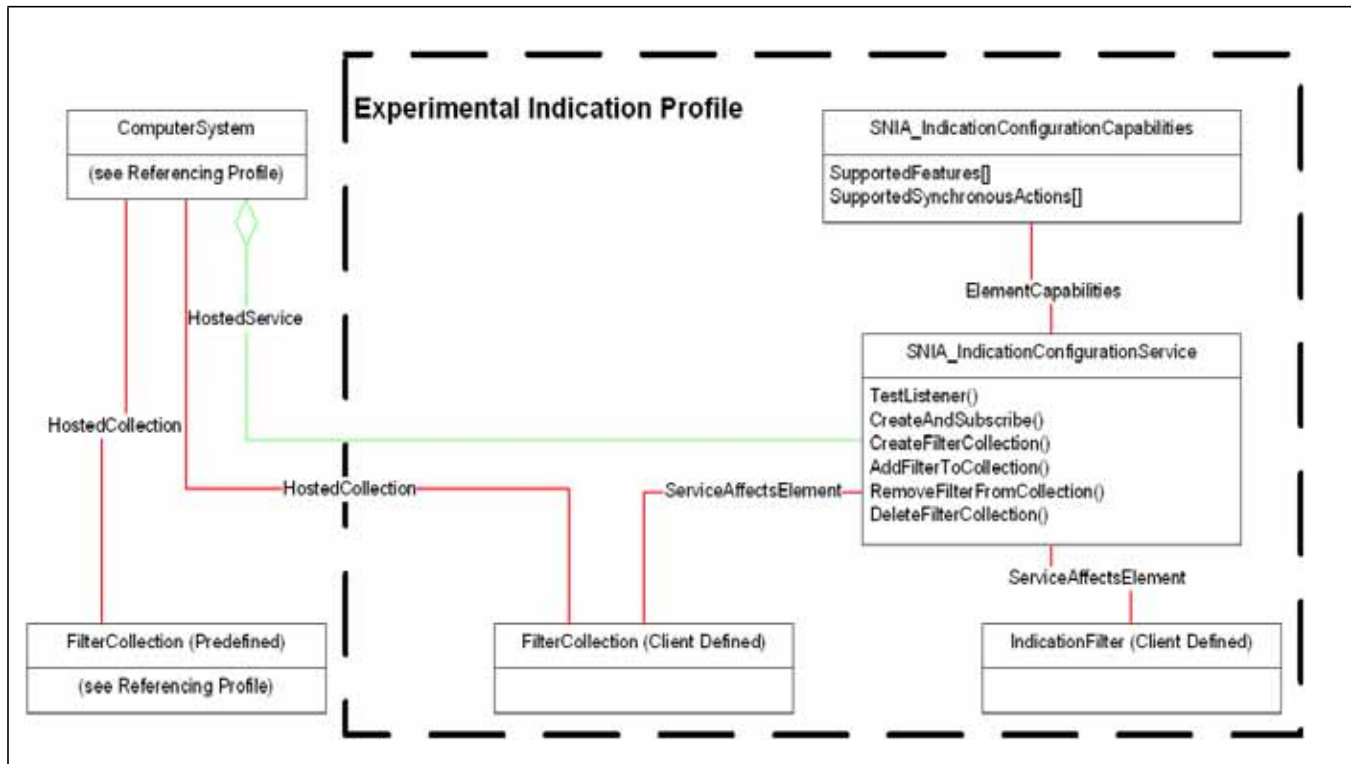 Experimental Indication Profile
ComputerSystem
(see Referencing Profile)
SNIA_IndicationConfigurationCapabilities
SupportedFeatures[]
SupportedSynchronousActions[]
ElementCapabilities
HostedService
SNIA_IndicationConfigurationService
TestListener()
CreateAndSubscribe()
CreateFilterCollection()
AddFilterToCollection()
RemoveFilterFromCollection()
DeleteFilterCollection()
HostedCollection
HostedCollection
ServiceAffectsElement
ServiceAffectsElement
FilterCollection (Predefined)
(see Referencing Profile)
FilterCollection (Client Defined)
IndicationFilter (Client Defined)